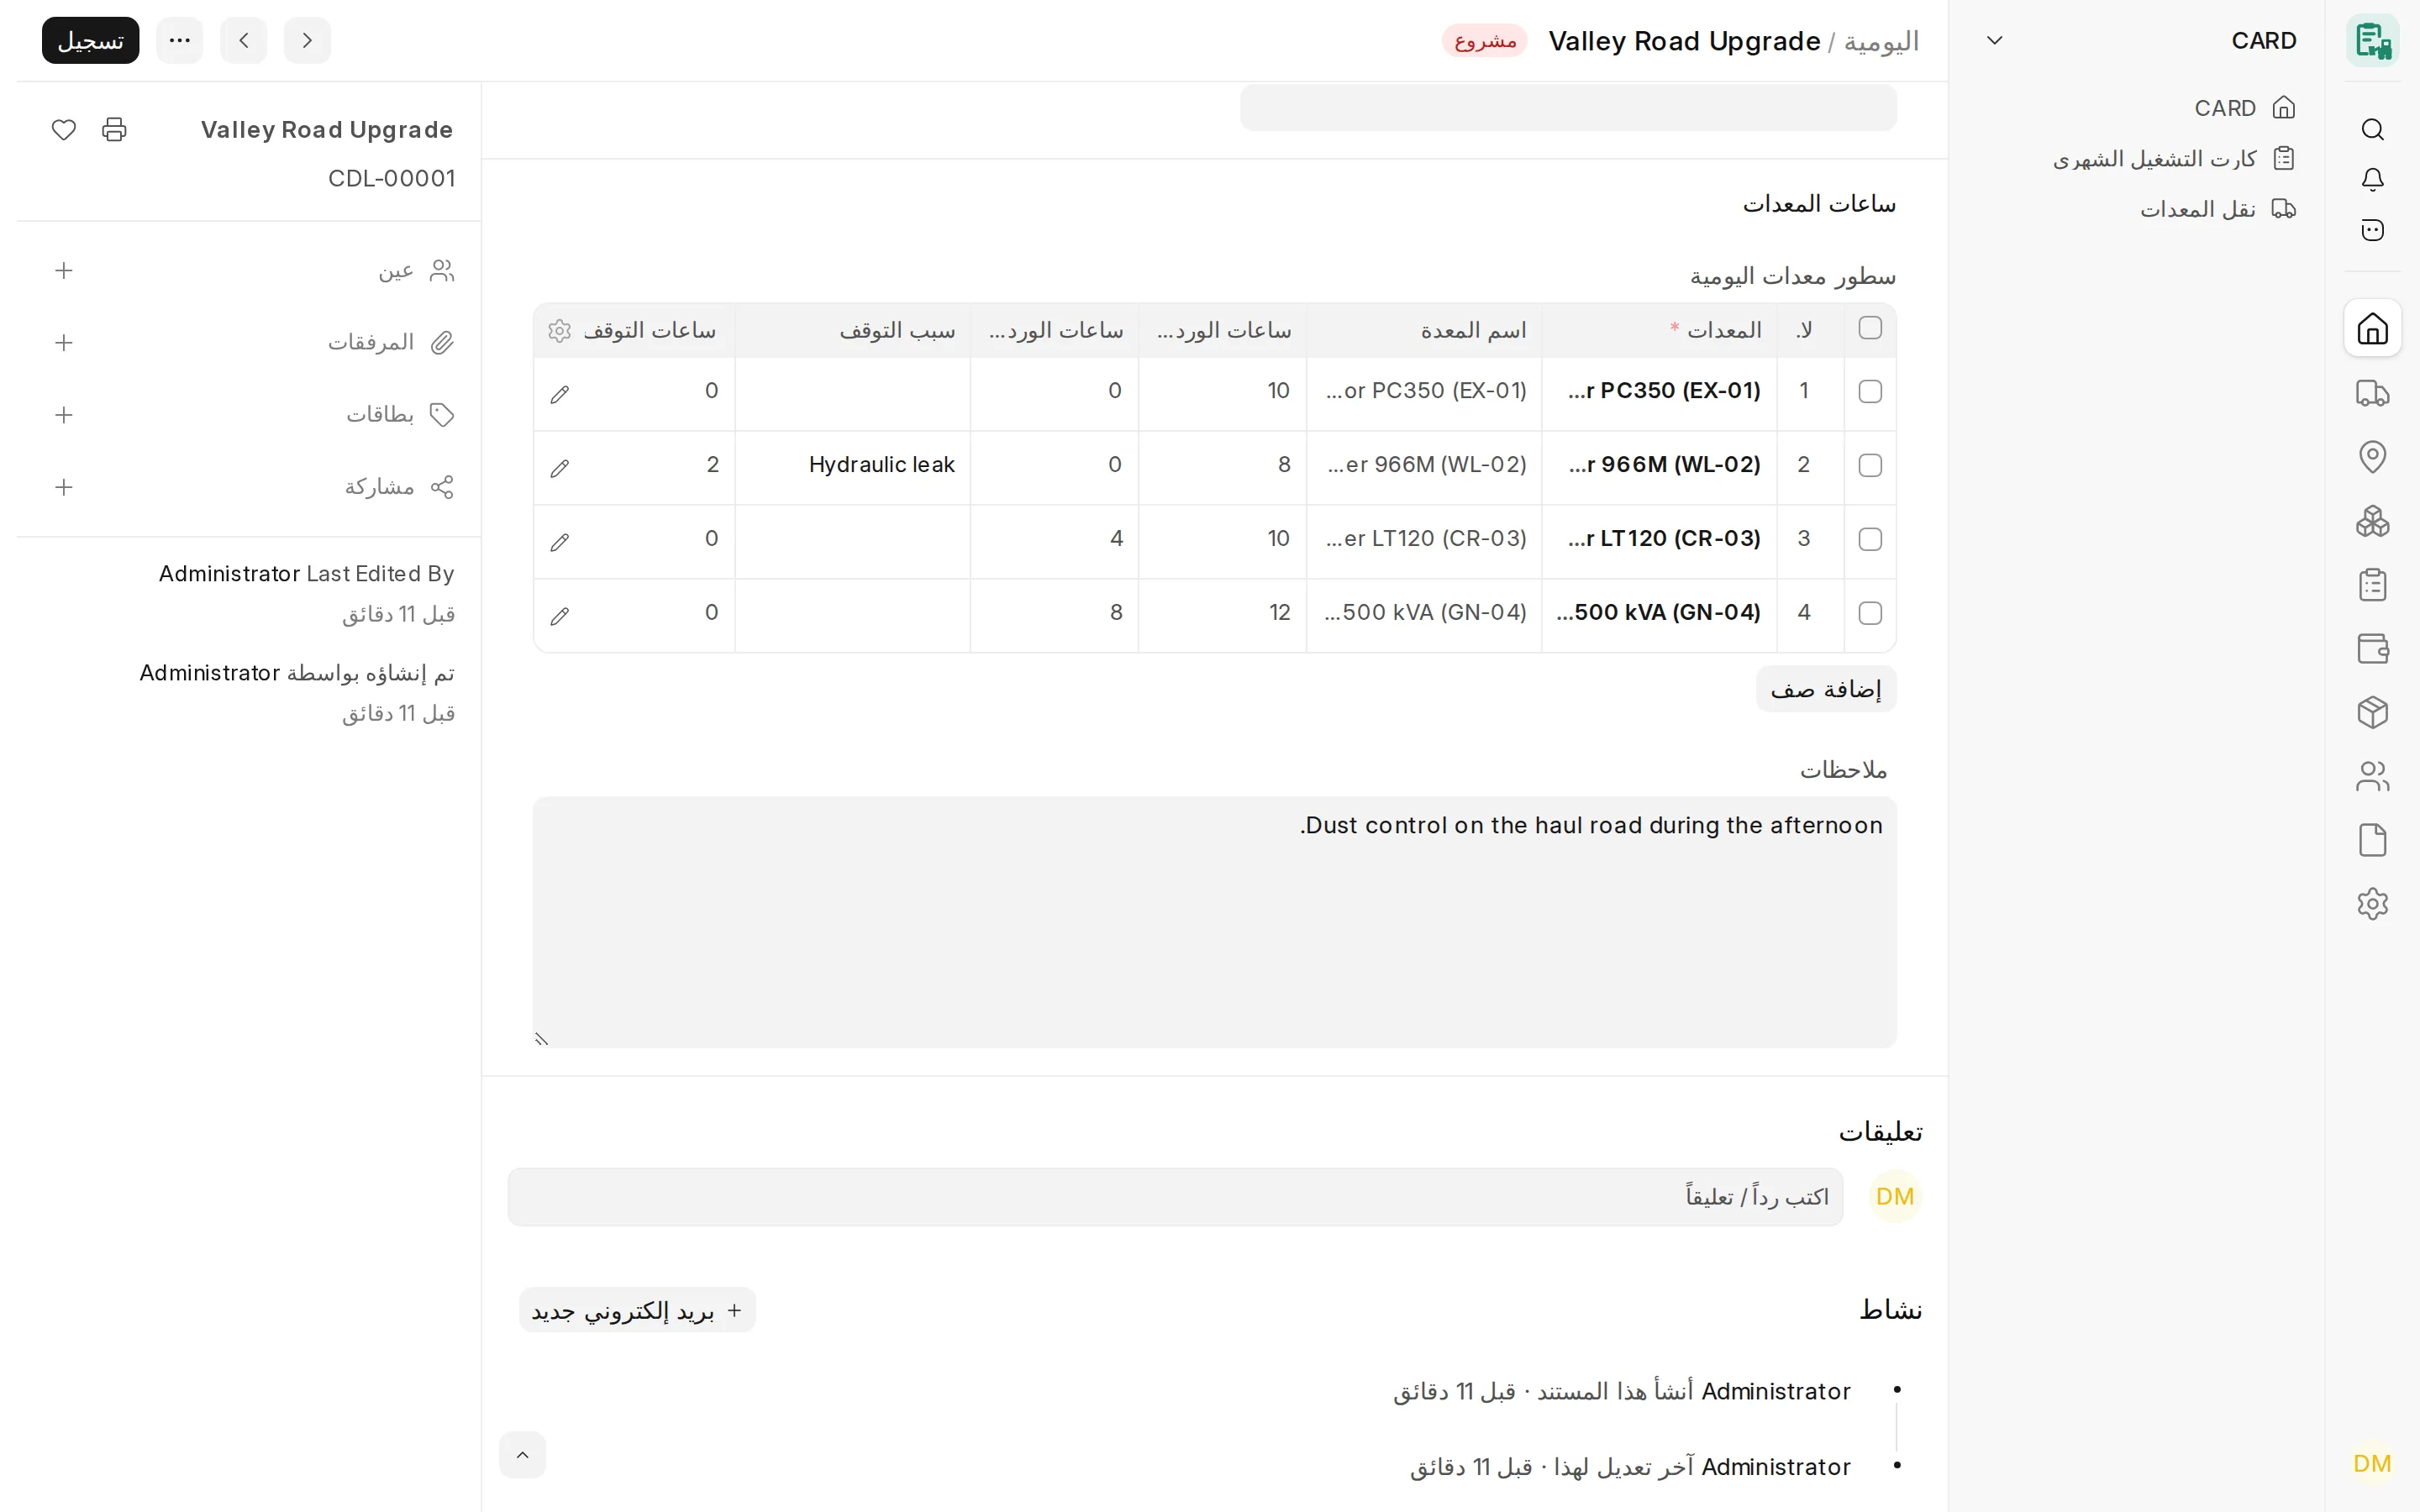 CARD
CARD
كارت التشغيل الشهرى
نقل المعدات
DM
اليومية / Valley Road Upgrade مشروع
تسجيل
ساعات المعدات
سطور معدات اليومية
لا. المعدات * اسم المعدة ساعات الورد... ساعات الورد... سبب التوقف ساعات التوقف
1 ...r PC350 (EX-01) ...or PC350 (EX-01) 10 0 0
2 ...r 966M (WL-02) ...er 966M (WL-02) 8 0 Hydraulic leak 2
3 ...r LT120 (CR-03) ...er LT120 (CR-03) 10 4 0
4 ...500 kVA (GN-04) ...500 kVA (GN-04) 12 8 0
إضافة صف
ملاحظات
Dust control on the haul road during the afternoon.
تعليقات
DM
اكتب رداً / تعليقاً
نشاط
بريد إلكتروني جديد
Administrator أنشأ هذا المستند · قبل 11 دقائق
Administrator آخر تعديل لهذا · قبل 11 دقائق
Valley Road Upgrade
CDL-00001
عين
المرفقات
بطاقات
مشاركة
Last Edited By Administrator
قبل 11 دقائق
تم إنشاؤه بواسطة Administrator
قبل 11 دقائق